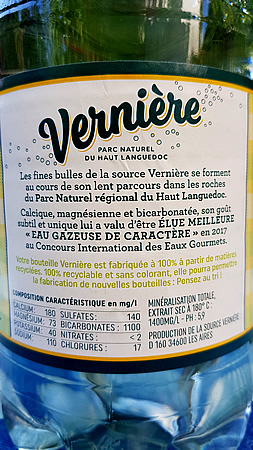 Vernière
PARC NATUREL
DU HAUT LANGUEDOC
Les fines bulles de la source Vernière se forment
au cours de son lent parcours dans les roches
du Parc Naturel régional du Haut Languedoc.
Calcique, magnésienne et bicarbonatée, son goût
subtil et unique lui a valu d'être ÉLUE MEILLEURE
« EAU GAZEUSE DE CARACTÈRE » en 2017
au Concours International des Eaux Gourmets.
Votre bouteille Vernière est fabriquée à 100% à partir de matières
recyclées. 100% recyclable et sans colorant, elle pourra permettre
la fabrication de nouvelles bouteilles : Pensez au tri !
COMPOSITION CARACTÉRISTIQUE en mg/l
CALCIUM: 180 SULFATES: 140
MAGNÉSIUM: 73 BICARBONATES : 1100
POTASSIUM: 40 NITRATES : < 2
SODIUM: 110 CHLORURES : 17
MINÉRALISATION TOTALE,
EXTRAIT SEC À 180° C :
1400MG/L - PH : 5,9
PRODUCTION DE LA SOURCE VERNIÈRE
D 160 34600 LES AIRES